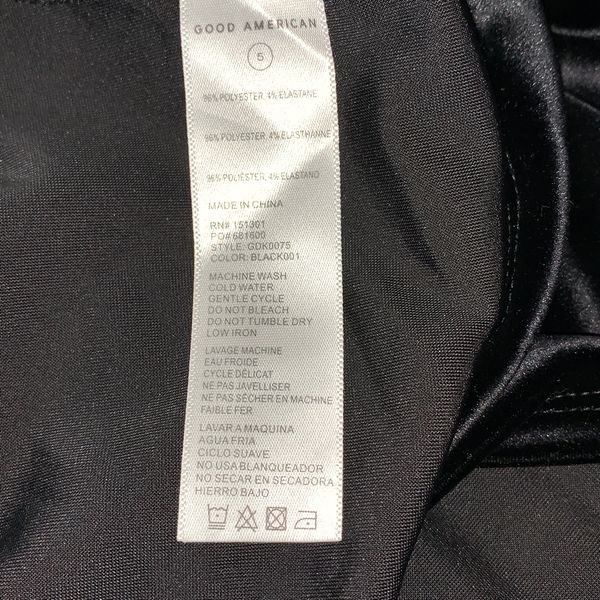 GOOD AMERICAN
5
96% POLYESTER, 4% ELASTANE
96% POLYESTER, 4% ELASTHANNE
96% POLIÉSTER, 4% ELASTANO
MADE IN CHINA
RN# 151301
PO# 681600
STYLE: GDK0075
COLOR: BLACK001
MACHINE WASH
COLD WATER
GENTLE CYCLE
DO NOT BLEACH
DO NOT TUMBLE DRY
LOW IRON
LAVAGE MACHINE
EAU FROIDE
CYCLE DÉLICAT
NE PAS JAVELLISER
NE PAS SÉCHER EN MACHINE
FAIBLE FER
LAVAR A MAQUINA
AGUA FRIA
CICLO SUAVE
NO USA BLANQUEADOR
NO SECAR EN SECADORA
HIERRO BAJO